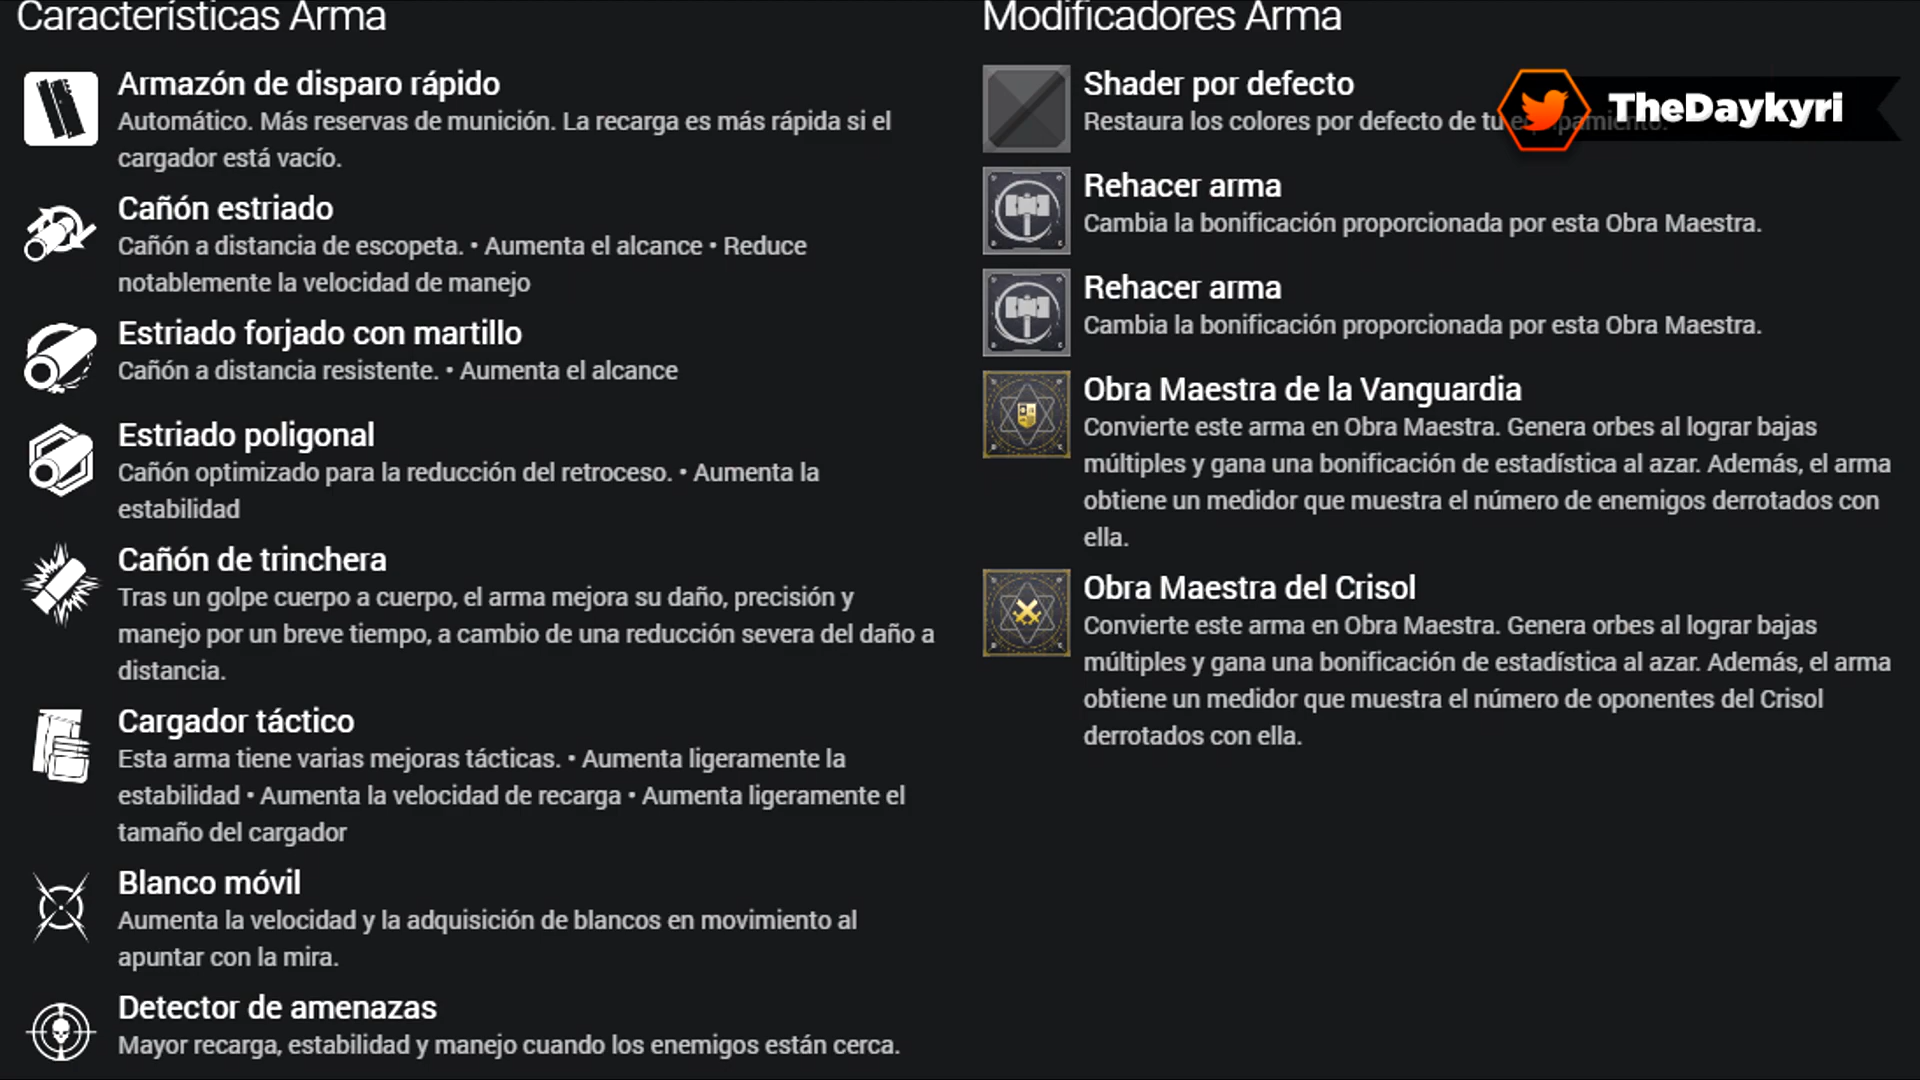 Características Arma
Armazón de disparo rápido
Automático. Más reservas de munición. La recarga es más rápida si el
cargador está vacío.
Cañón estriado
Cañón a distancia de escopeta. • Aumenta el alcance • Reduce
notablemente la velocidad de manejo
Estriado forjado con martillo
Cañón a distancia resistente. • Aumenta el alcance
Estriado poligonal
Cañón optimizado para la reducción del retroceso. • Aumenta la
estabilidad
Cañón de trinchera
Tras un golpe cuerpo a cuerpo, el arma mejora su daño, precisión y
manejo por un breve tiempo, a cambio de una reducción severa del daño a
distancia.
Cargador táctico
Esta arma tiene varias mejoras tácticas. • Aumenta ligeramente la
estabilidad • Aumenta la velocidad de recarga • Aumenta ligeramente el
tamaño del cargador
Blanco móvil
Aumenta la velocidad y la adquisición de blancos en movimiento al
apuntar con la mira.
Detector de amenazas
Mayor recarga, estabilidad y manejo cuando los enemigos están cerca.
Modificadores Arma
Shader por defecto
Restaura los colores por defecto de tu equipamiento.
TheDaykyri
Rehacer arma
Cambia la bonificación proporcionada por esta Obra Maestra.
Rehacer arma
Cambia la bonificación proporcionada por esta Obra Maestra.
Obra Maestra de la Vanguardia
Convierte este arma en Obra Maestra. Genera orbes al lograr bajas
múltiples y gana una bonificación de estadística al azar. Además, el arma
obtiene un medidor que muestra el número de enemigos derrotados con
ella.
Obra Maestra del Crisol
Convierte este arma en Obra Maestra. Genera orbes al lograr bajas
múltiples y gana una bonificación de estadística al azar. Además, el arma
obtiene un medidor que muestra el número de oponentes del Crisol
derrotados con ella.